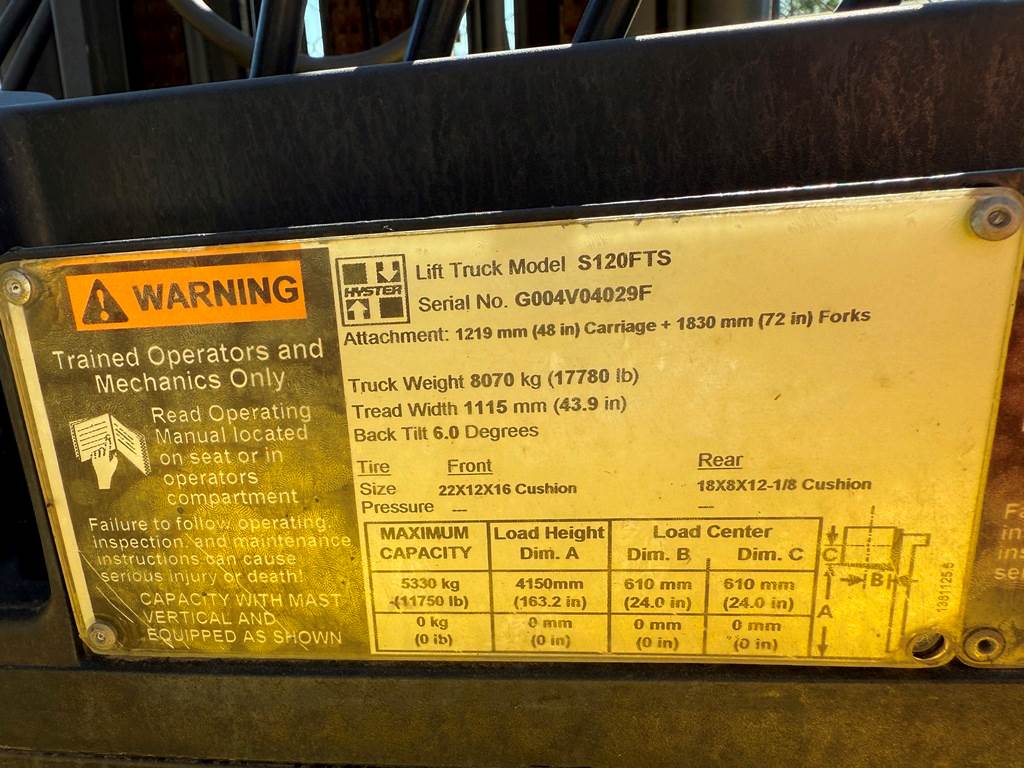 WARNING
Trained Operators and
Mechanics Only
Read Operating
Manual located
on seat or in
operators
compartment
Failure to follow operating,
inspection, and maintenance
instructions can cause
serious injury or death!
CAPACITY WITH MAST
VERTICAL AND
EQUIPPED AS SHOWN
HYSTER
Lift Truck Model S120FTS
Serial No. G004V04029F
Attachment: 1219 mm (48 in) Carriage + 1830 mm (72 in) Forks
Truck Weight 8070 kg (17780 lb)
Tread Width 1115 mm (43.9 in)
Back Tilt 6.0 Degrees
Tire Front Rear
Size 22X12X16 Cushion 18X8X12-1/8 Cushion
Pressure --- ---
MAXIMUM Load Height Load Center
CAPACITY Dim. A Dim. B Dim. C
5330 kg 4150mm 610 mm 610 mm
(11750 lb) (163.2 in) (24.0 in) (24.0 in)
0 kg 0 mm 0 mm 0 mm
(0 lb) (0 in) (0 in) (0 in)
C
B
A